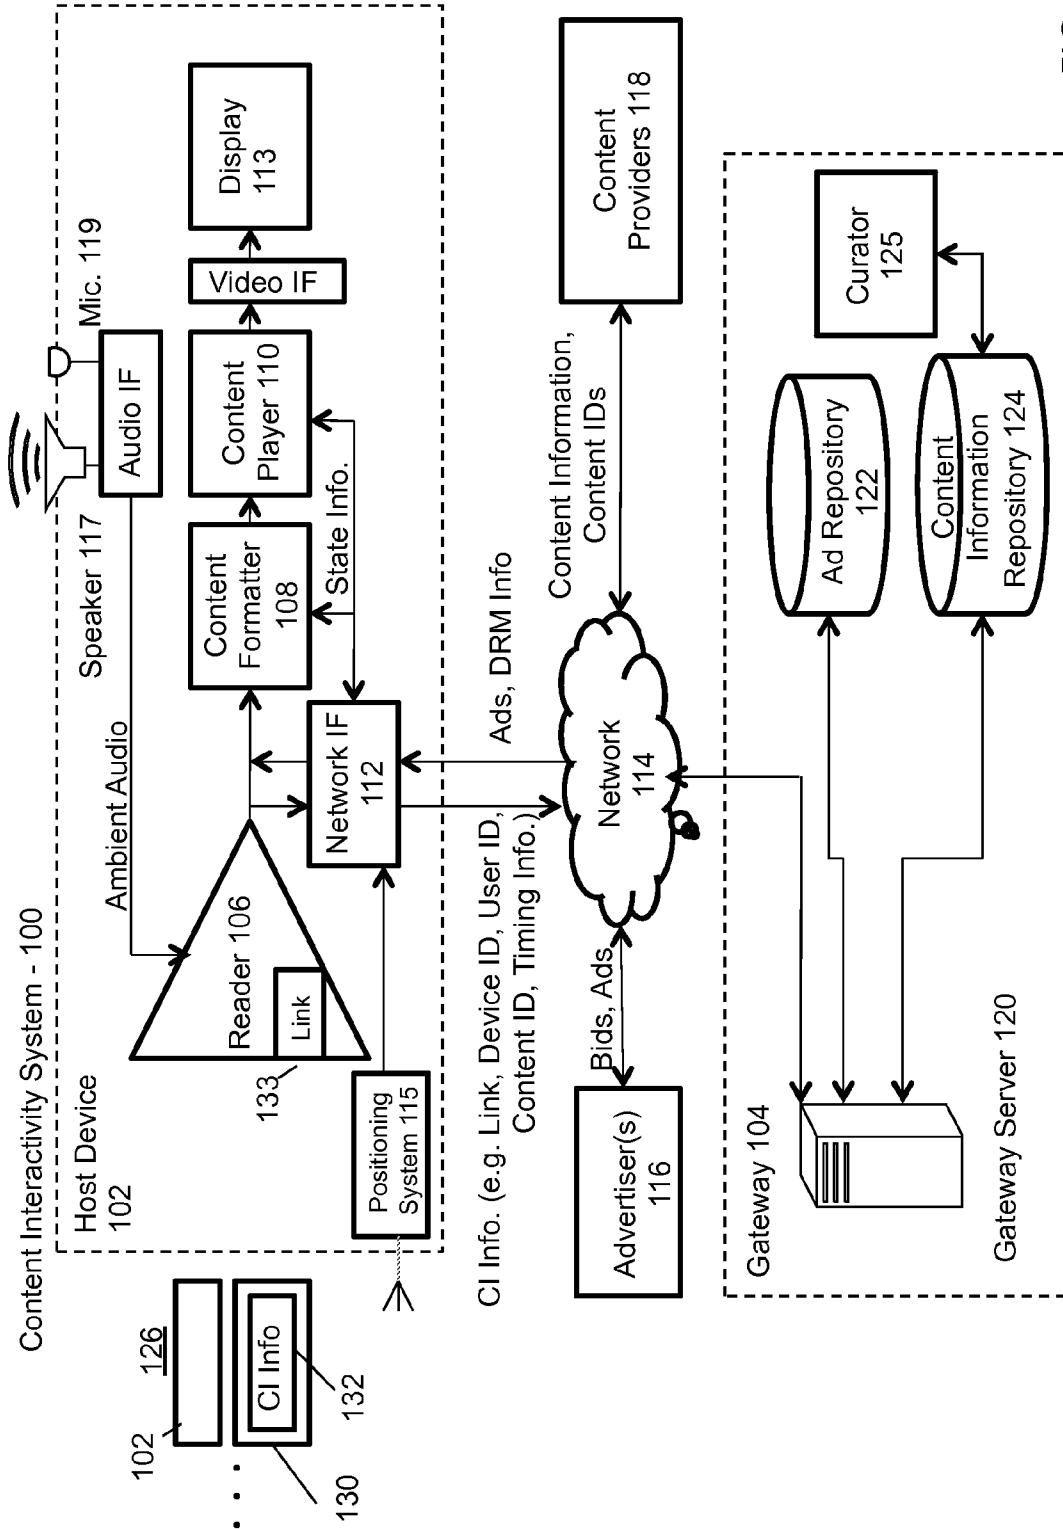 Content Interactivity System - 100
Host Device
102
Ambient Audio
Speaker 117
Mic. 119
Audio IF
Reader 106
Link
133
Content
Formatter
108
Content
Player 110
Video IF
Display
113
State Info.
Network IF
112
Positioning
System 115
126
102
CI Info
132
130
. . .
CI Info. (e.g. Link, Device ID, User ID,
Content ID, Timing Info.)
Ads, DRM Info
Content Information,
Content IDs
Advertiser(s)
116
Bids, Ads
Network
114
Content
Providers 118
Gateway 104
Gateway Server 120
Ad Repository
122
Content
Information
Repository 124
Curator
125